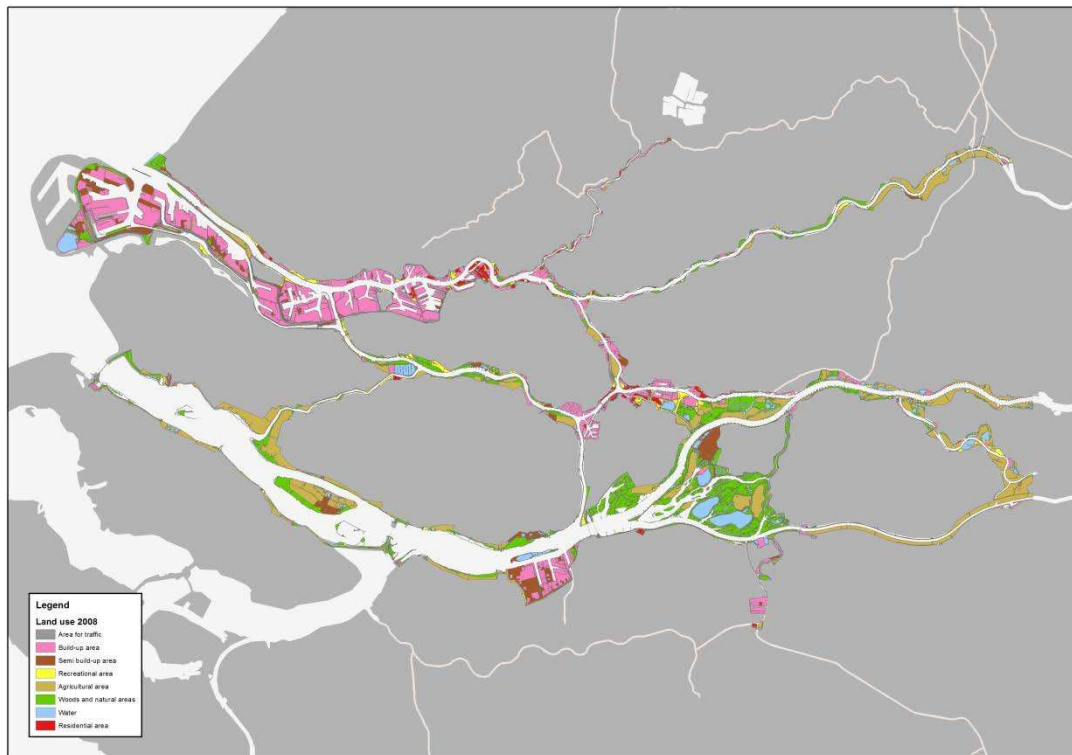 Legend
Land use 2008
Area for traffic
Build-up area
Semi build-up area
Recreational area
Agricultural area
Woods and natural areas
Water
Residential area